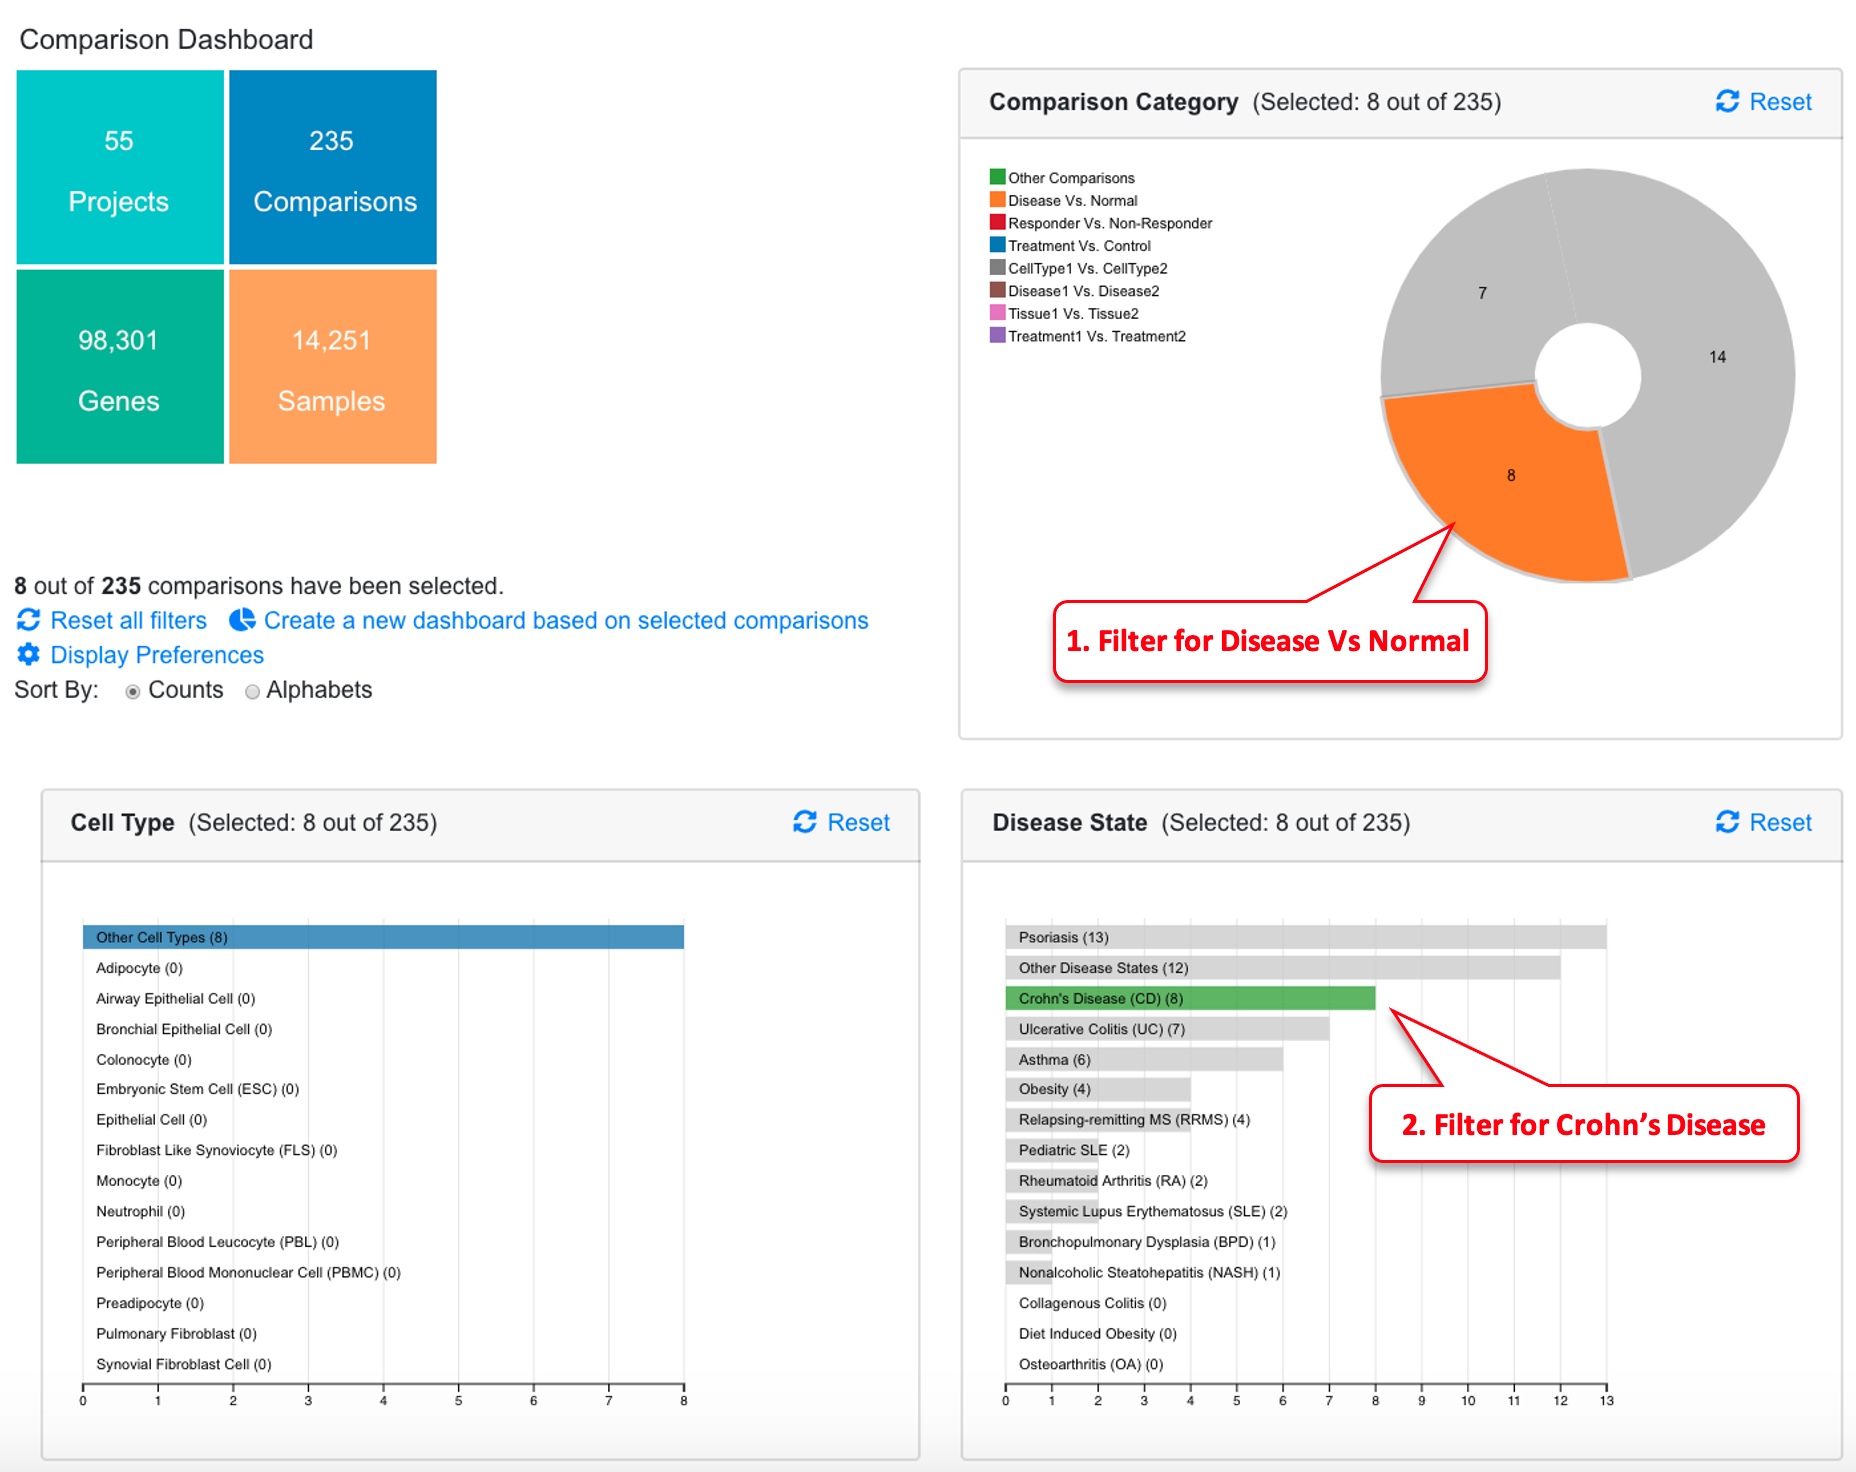 Comparison Dashboard
55
Projects
235
Comparisons
98,301
Genes
14,251
Samples
8 out of 235 comparisons have been selected.
Reset all filters Create a new dashboard based on selected comparisons
Display Preferences
Sort By: Counts Alphabets
Comparison Category (Selected: 8 out of 235) Reset
Other Comparisons
Disease Vs. Normal
Responder Vs. Non-Responder
Treatment Vs. Control
CellType1 Vs. CellType2
Disease1 Vs. Disease2
Tissue1 Vs. Tissue2
Treatment1 Vs. Treatment2
7
14
8
1. Filter for Disease Vs Normal
Cell Type (Selected: 8 out of 235) Reset
Other Cell Types (8)
Adipocyte (0)
Airway Epithelial Cell (0)
Bronchial Epithelial Cell (0)
Colonocyte (0)
Embryonic Stem Cell (ESC) (0)
Epithelial Cell (0)
Fibroblast Like Synoviocyte (FLS) (0)
Monocyte (0)
Neutrophil (0)
Peripheral Blood Leucocyte (PBL) (0)
Peripheral Blood Mononuclear Cell (PBMC) (0)
Preadipocyte (0)
Pulmonary Fibroblast (0)
Synovial Fibroblast Cell (0)
0 1 2 3 4 5 6 7 8
Disease State (Selected: 8 out of 235) Reset
Psoriasis (13)
Other Disease States (12)
Crohn's Disease (CD) (8)
Ulcerative Colitis (UC) (7)
Asthma (6)
Obesity (4)
Relapsing-remitting MS (RRMS) (4)
Pediatric SLE (2)
Rheumatoid Arthritis (RA) (2)
Systemic Lupus Erythematosus (SLE) (2)
Bronchopulmonary Dysplasia (BPD) (1)
Nonalcoholic Steatohepatitis (NASH) (1)
Collagenous Colitis (0)
Diet Induced Obesity (0)
Osteoarthritis (OA) (0)
0 1 2 3 4 5 6 7 8 9 10 11 12 13
2. Filter for Crohn’s Disease